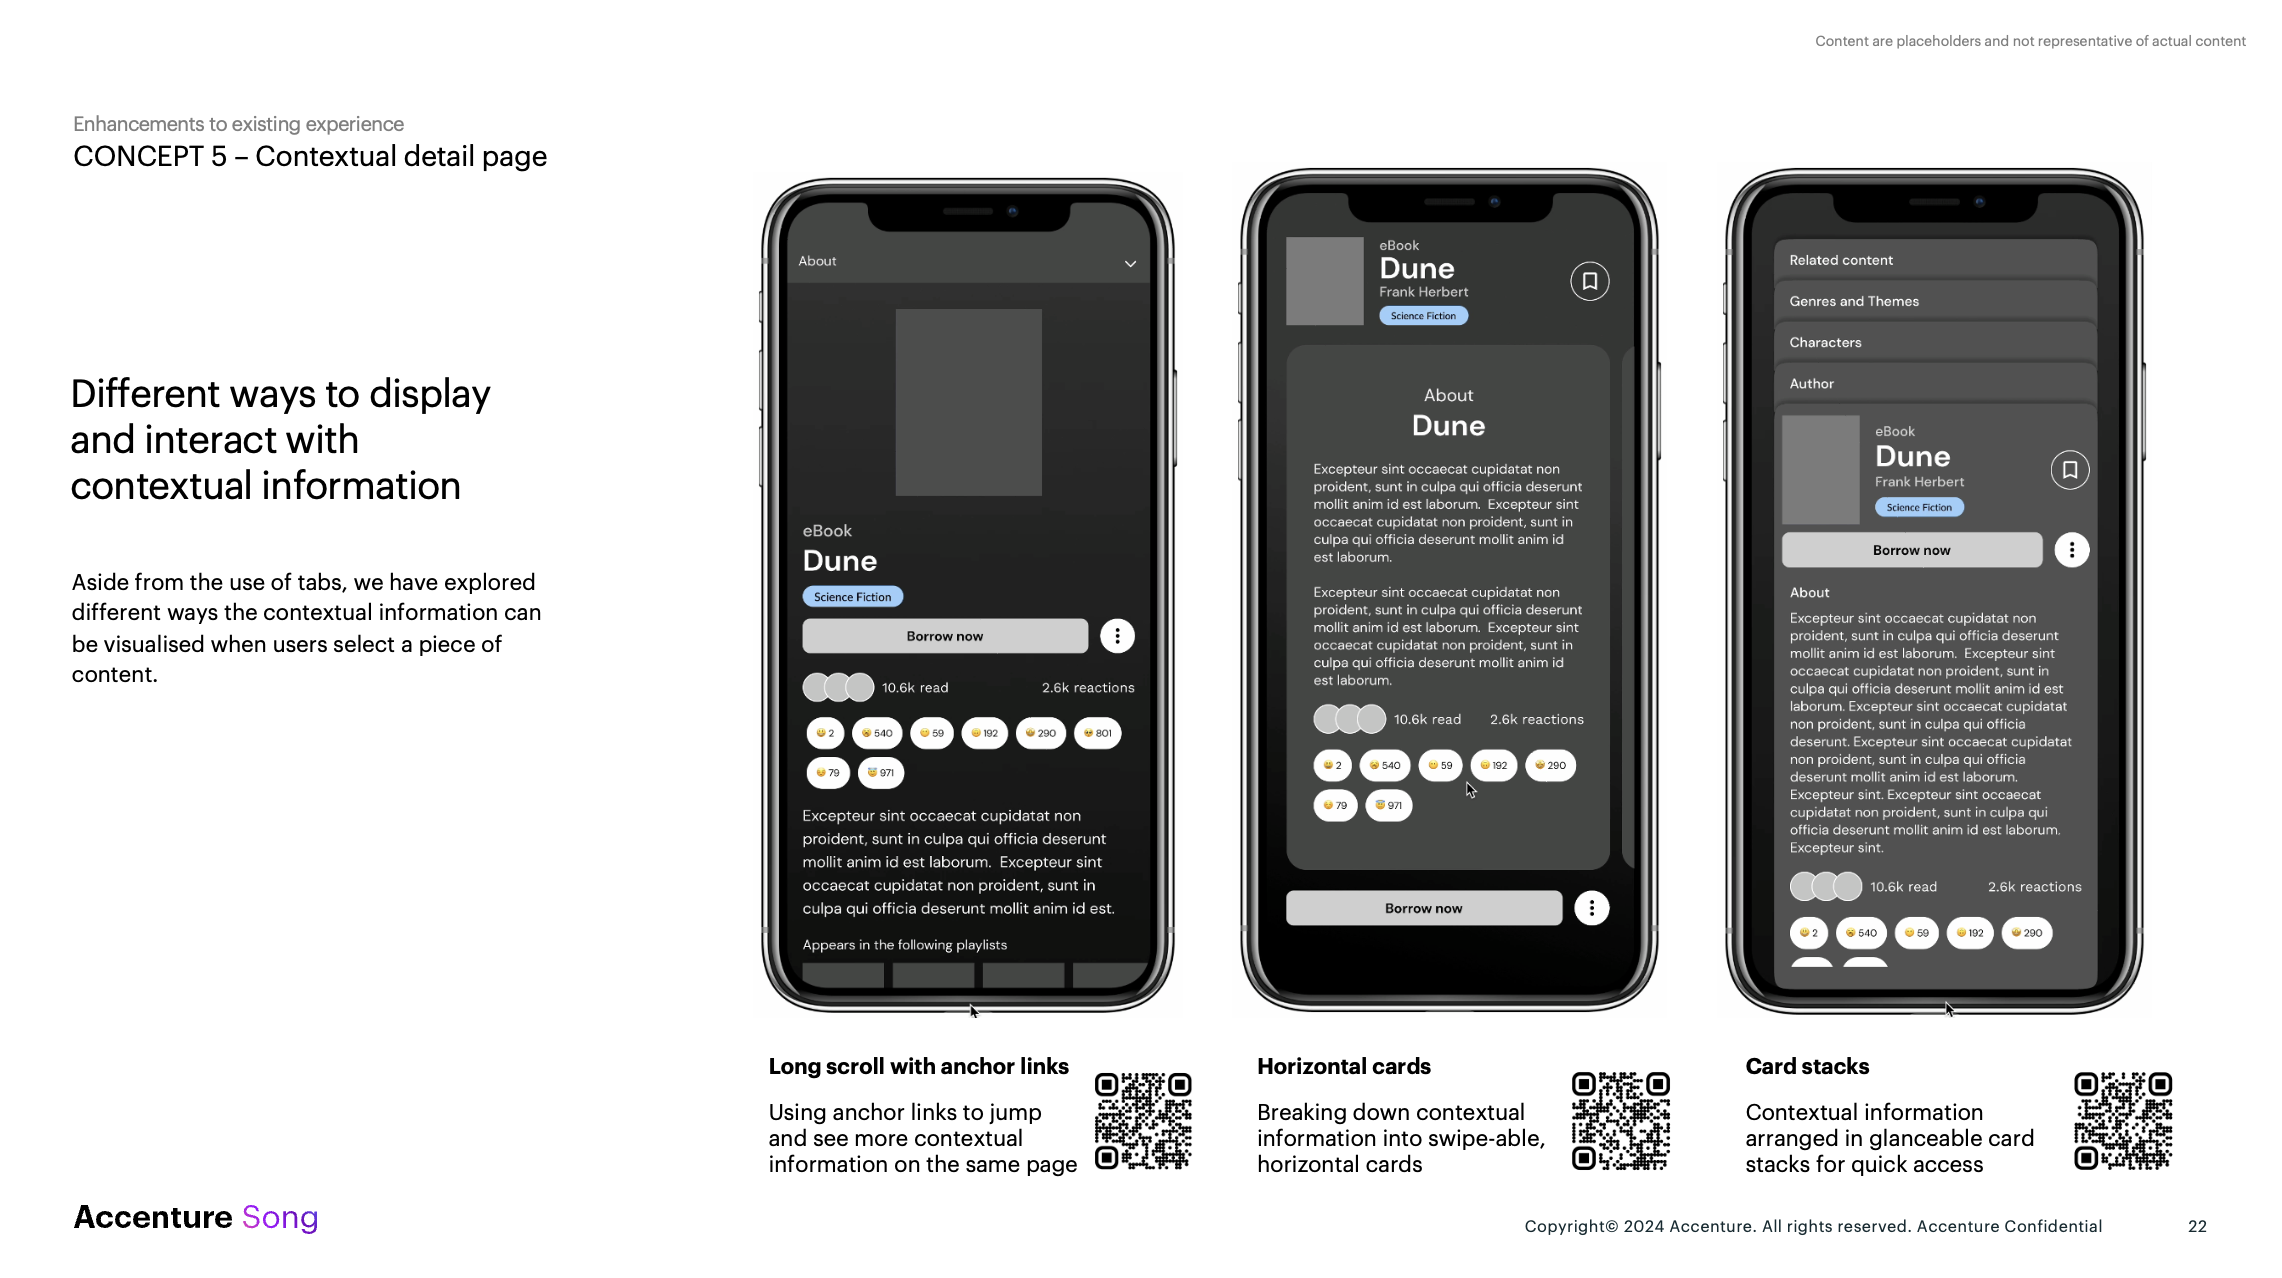 Content are placeholders and not representative of actual content
Enhancements to existing experience
CONCEPT 5 – Contextual detail page
Different ways to display
and interact with
contextual information
Aside from the use of tabs, we have explored
different ways the contextual information can
be visualised when users select a piece of
content.
About
eBook
Dune
Science Fiction
Borrow now
10.6k read
2.6k reactions
2
540
59
192
290
801
79
971
Excepteur sint occaecat cupidatat non
proident, sunt in culpa qui officia deserunt
mollit anim id est laborum. Excepteur sint
occaecat cupidatat non proident, sunt in
culpa qui officia deserunt mollit anim id est.
Appears in the following playlists
Long scroll with anchor links
Using anchor links to jump
and see more contextual
information on the same page
eBook
Dune
Frank Herbert
Science Fiction
About
Dune
Excepteur sint occaecat cupidatat non
proident, sunt in culpa qui officia deserunt
mollit anim id est laborum. Excepteur sint
occaecat cupidatat non proident, sunt in
culpa qui officia deserunt mollit anim id
est laborum.
Excepteur sint occaecat cupidatat non
proident, sunt in culpa qui officia deserunt
mollit anim id est laborum. Excepteur sint
occaecat cupidatat non proident, sunt in
culpa qui officia deserunt mollit anim id
est laborum.
10.6k read
2.6k reactions
2
540
59
192
290
79
971
Borrow now
Horizontal cards
Breaking down contextual
information into swipe-able,
horizontal cards
Related content
Genres and Themes
Characters
Author
eBook
Dune
Frank Herbert
Science Fiction
Borrow now
About
Excepteur sint occaecat cupidatat non
proident, sunt in culpa qui officia deserunt
mollit anim id est laborum. Excepteur sint
occaecat cupidatat non proident, sunt in
culpa qui officia deserunt mollit anim id est
laborum. Excepteur sint occaecat cupidatat
non proident, sunt in culpa qui officia
deserunt. Excepteur sint occaecat cupidatat
non proident, sunt in culpa qui officia
deserunt mollit anim id est laborum.
Excepteur sint. Excepteur sint occaecat
cupidatat non proident, sunt in culpa qui
officia deserunt mollit anim id est laborum.
Excepteur sint.
10.6k read
2.6k reactions
2
540
59
192
290
Card stacks
Contextual information
arranged in glanceable card
stacks for quick access
Accenture Song
Copyright© 2024 Accenture. All rights reserved. Accenture Confidential
22